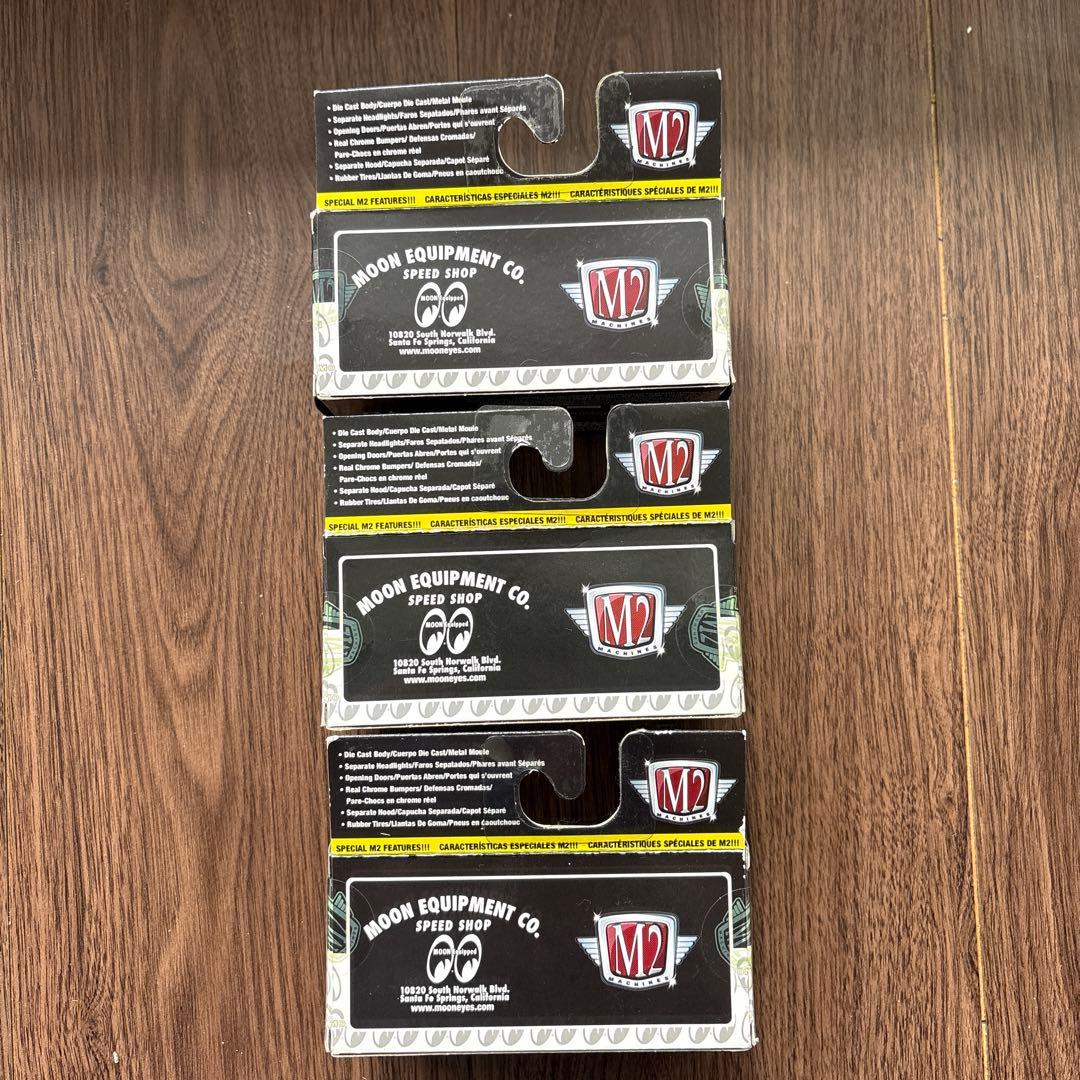 • Die Cast Body/Cuerpo Die Cast/Metal Moule
• Separate Headlights/Faros Sepatados/Phares avant Séparés
• Opening Doors/Puertas Abren/Portes qui s'ouvrent
• Real Chrome Bumpers/ Defensas Cromadas/
Pare-Chocs en chrome réel
• Separate Hood/Capucha Separada/Capot Séparé
• Rubber Tires/Llantas De Goma/Pneus en caoutchouc
M2
MACHINES
SPECIAL M2 FEATURES!!! CARACTERÍSTICAS ESPECIALES M2!!! CARACTÉRISTIQUES SPÉCIALES DE M2!!!
MOON EQUIPMENT CO.
SPEED SHOP
MOON Equipped
10820 South Norwalk Blvd.
Santa Fe Springs, California
www.mooneyes.com
M2
MACHINES
• Die Cast Body/Cuerpo Die Cast/Metal Moule
• Separate Headlights/Faros Sepatados/Phares avant Séparés
• Opening Doors/Puertas Abren/Portes qui s'ouvrent
• Real Chrome Bumpers/ Defensas Cromadas/
Pare-Chocs en chrome réel
• Separate Hood/Capucha Separada/Capot Séparé
• Rubber Tires/Llantas De Goma/Pneus en caoutchouc
M2
MACHINES
SPECIAL M2 FEATURES!!! CARACTERÍSTICAS ESPECIALES M2!!! CARACTÉRISTIQUES SPÉCIALES DE M2!!!
MOON EQUIPMENT CO.
SPEED SHOP
MOON Equipped
10820 South Norwalk Blvd.
Santa Fe Springs, California
www.mooneyes.com
M2
MACHINES
• Die Cast Body/Cuerpo Die Cast/Metal Moule
• Separate Headlights/Faros Sepatados/Phares avant Séparés
• Opening Doors/Puertas Abren/Portes qui s'ouvrent
• Real Chrome Bumpers/ Defensas Cromadas/
Pare-Chocs en chrome réel
• Separate Hood/Capucha Separada/Capot Séparé
• Rubber Tires/Llantas De Goma/Pneus en caoutchouc
M2
MACHINES
SPECIAL M2 FEATURES!!! CARACTERÍSTICAS ESPECIALES M2!!! CARACTÉRISTIQUES SPÉCIALES DE M2!!!
MOON EQUIPMENT CO.
SPEED SHOP
MOON Equipped
10820 South Norwalk Blvd.
Santa Fe Springs, California
www.mooneyes.com
M2
MACHINES